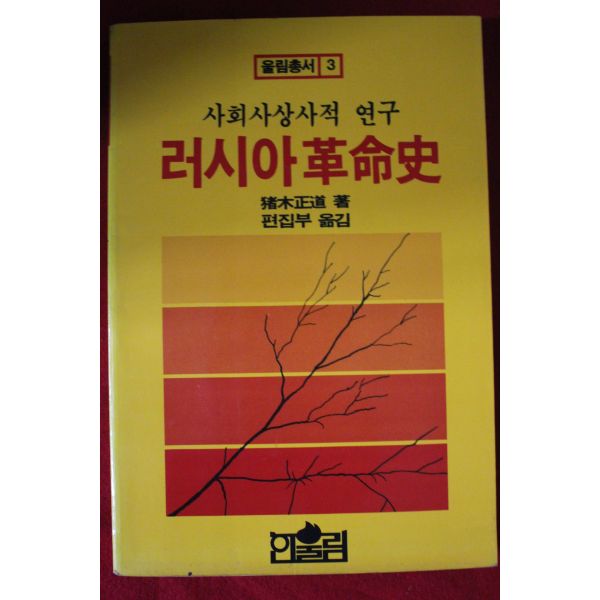 울림총서 3
사회사상사적 연구
러시아 革命史
猪木正道 著
편집부 옮김
한울림